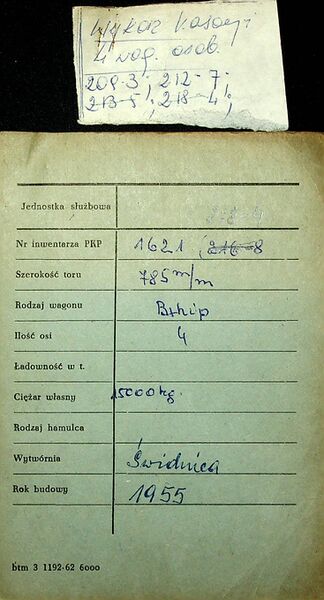 Wykaz kasacji
4 wag. osob.
209-3; 212-7;
213-5; 218-4;
Jednostka służbowa
Nr inwentarza PKP 1621
Szerokość toru 785 m/m
Rodzaj wagonu Bxhip
Ilość osi 4
Ładowność w t.
Ciężar własny 15000 kg.
Rodzaj hamulca
Wytwórnia Świdnica
Rok budowy 1955
btm 3 1192-62 6000